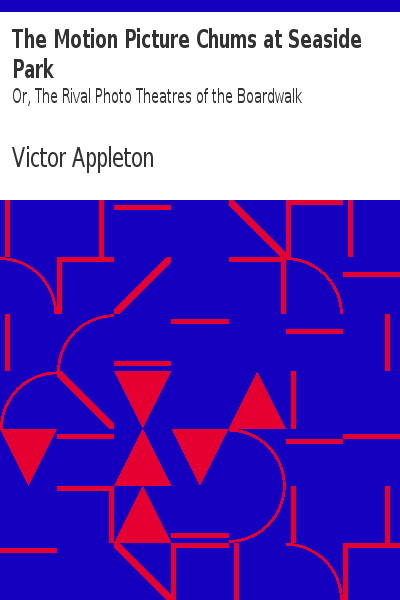 The Motion Picture Chums at Seaside
Park
Or, The Rival Photo Theatres of the Boardwalk
Victor Appleton